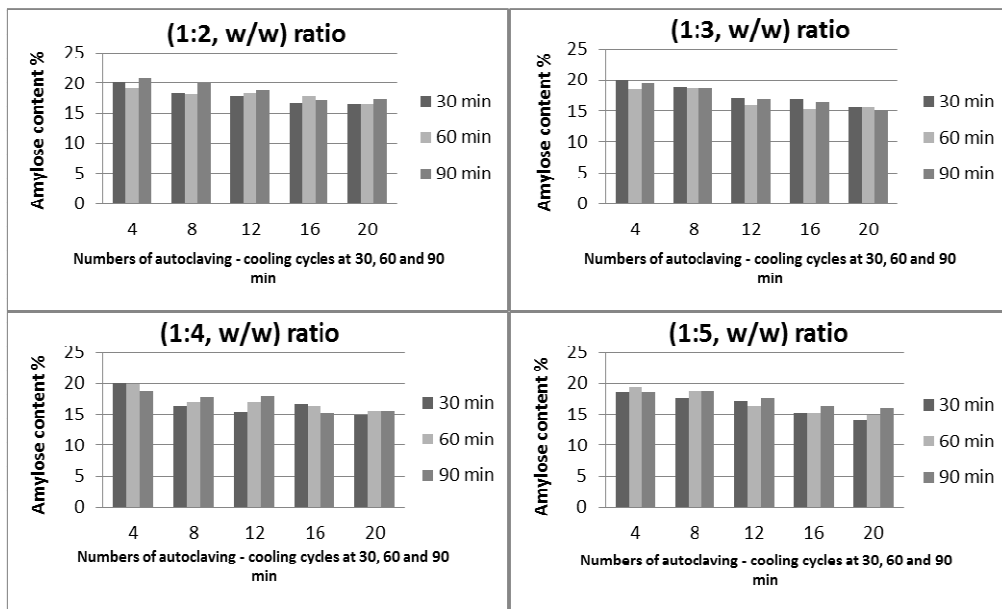 (1:2, w/w) ratio
Amylose content %
25
20
15
10
5
0
4 8 12 16 20
Numbers of autoclaving - cooling cycles at 30, 60 and 90
min
30 min
60 min
90 min
(1:3, w/w) ratio
Amylose content %
25
20
15
10
5
0
4 8 12 16 20
Numbers of autoclaving - cooling cycles at 30, 60 and 90
min
30 min
60 min
90 min
(1:4, w/w) ratio
Amylose content %
25
20
15
10
5
0
4 8 12 16 20
Numbers of autoclaving - cooling cycles at 30, 60 and 90
min
30 min
60 min
90 min
(1:5, w/w) ratio
Amylose content %
25
20
15
10
5
0
4 8 12 16 20
Numbers of autoclaving - cooling cycles at 30, 60 and 90
min
30 min
60 min
90 min